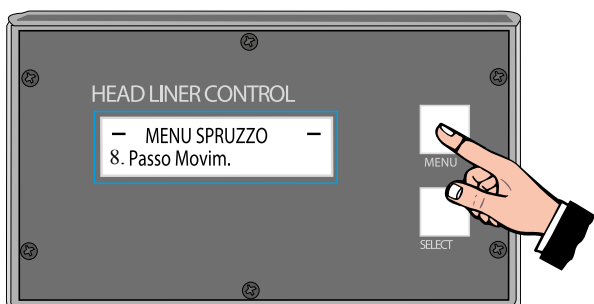 HEAD LINER CONTROL
– MENU SPRUZZO –
8. Passo Movim.
MENU
SELECT